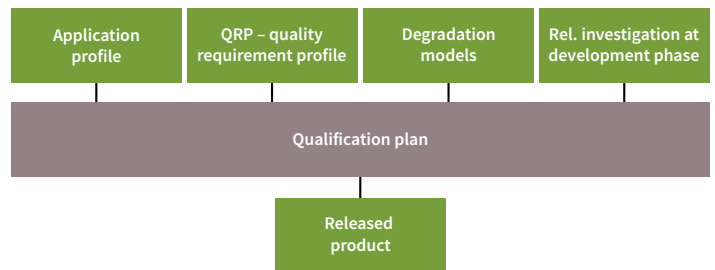 Application
profile
QRP – quality
requirement profile
Degradation
models
Rel. investigation at
development phase
Qualification plan
Released
product